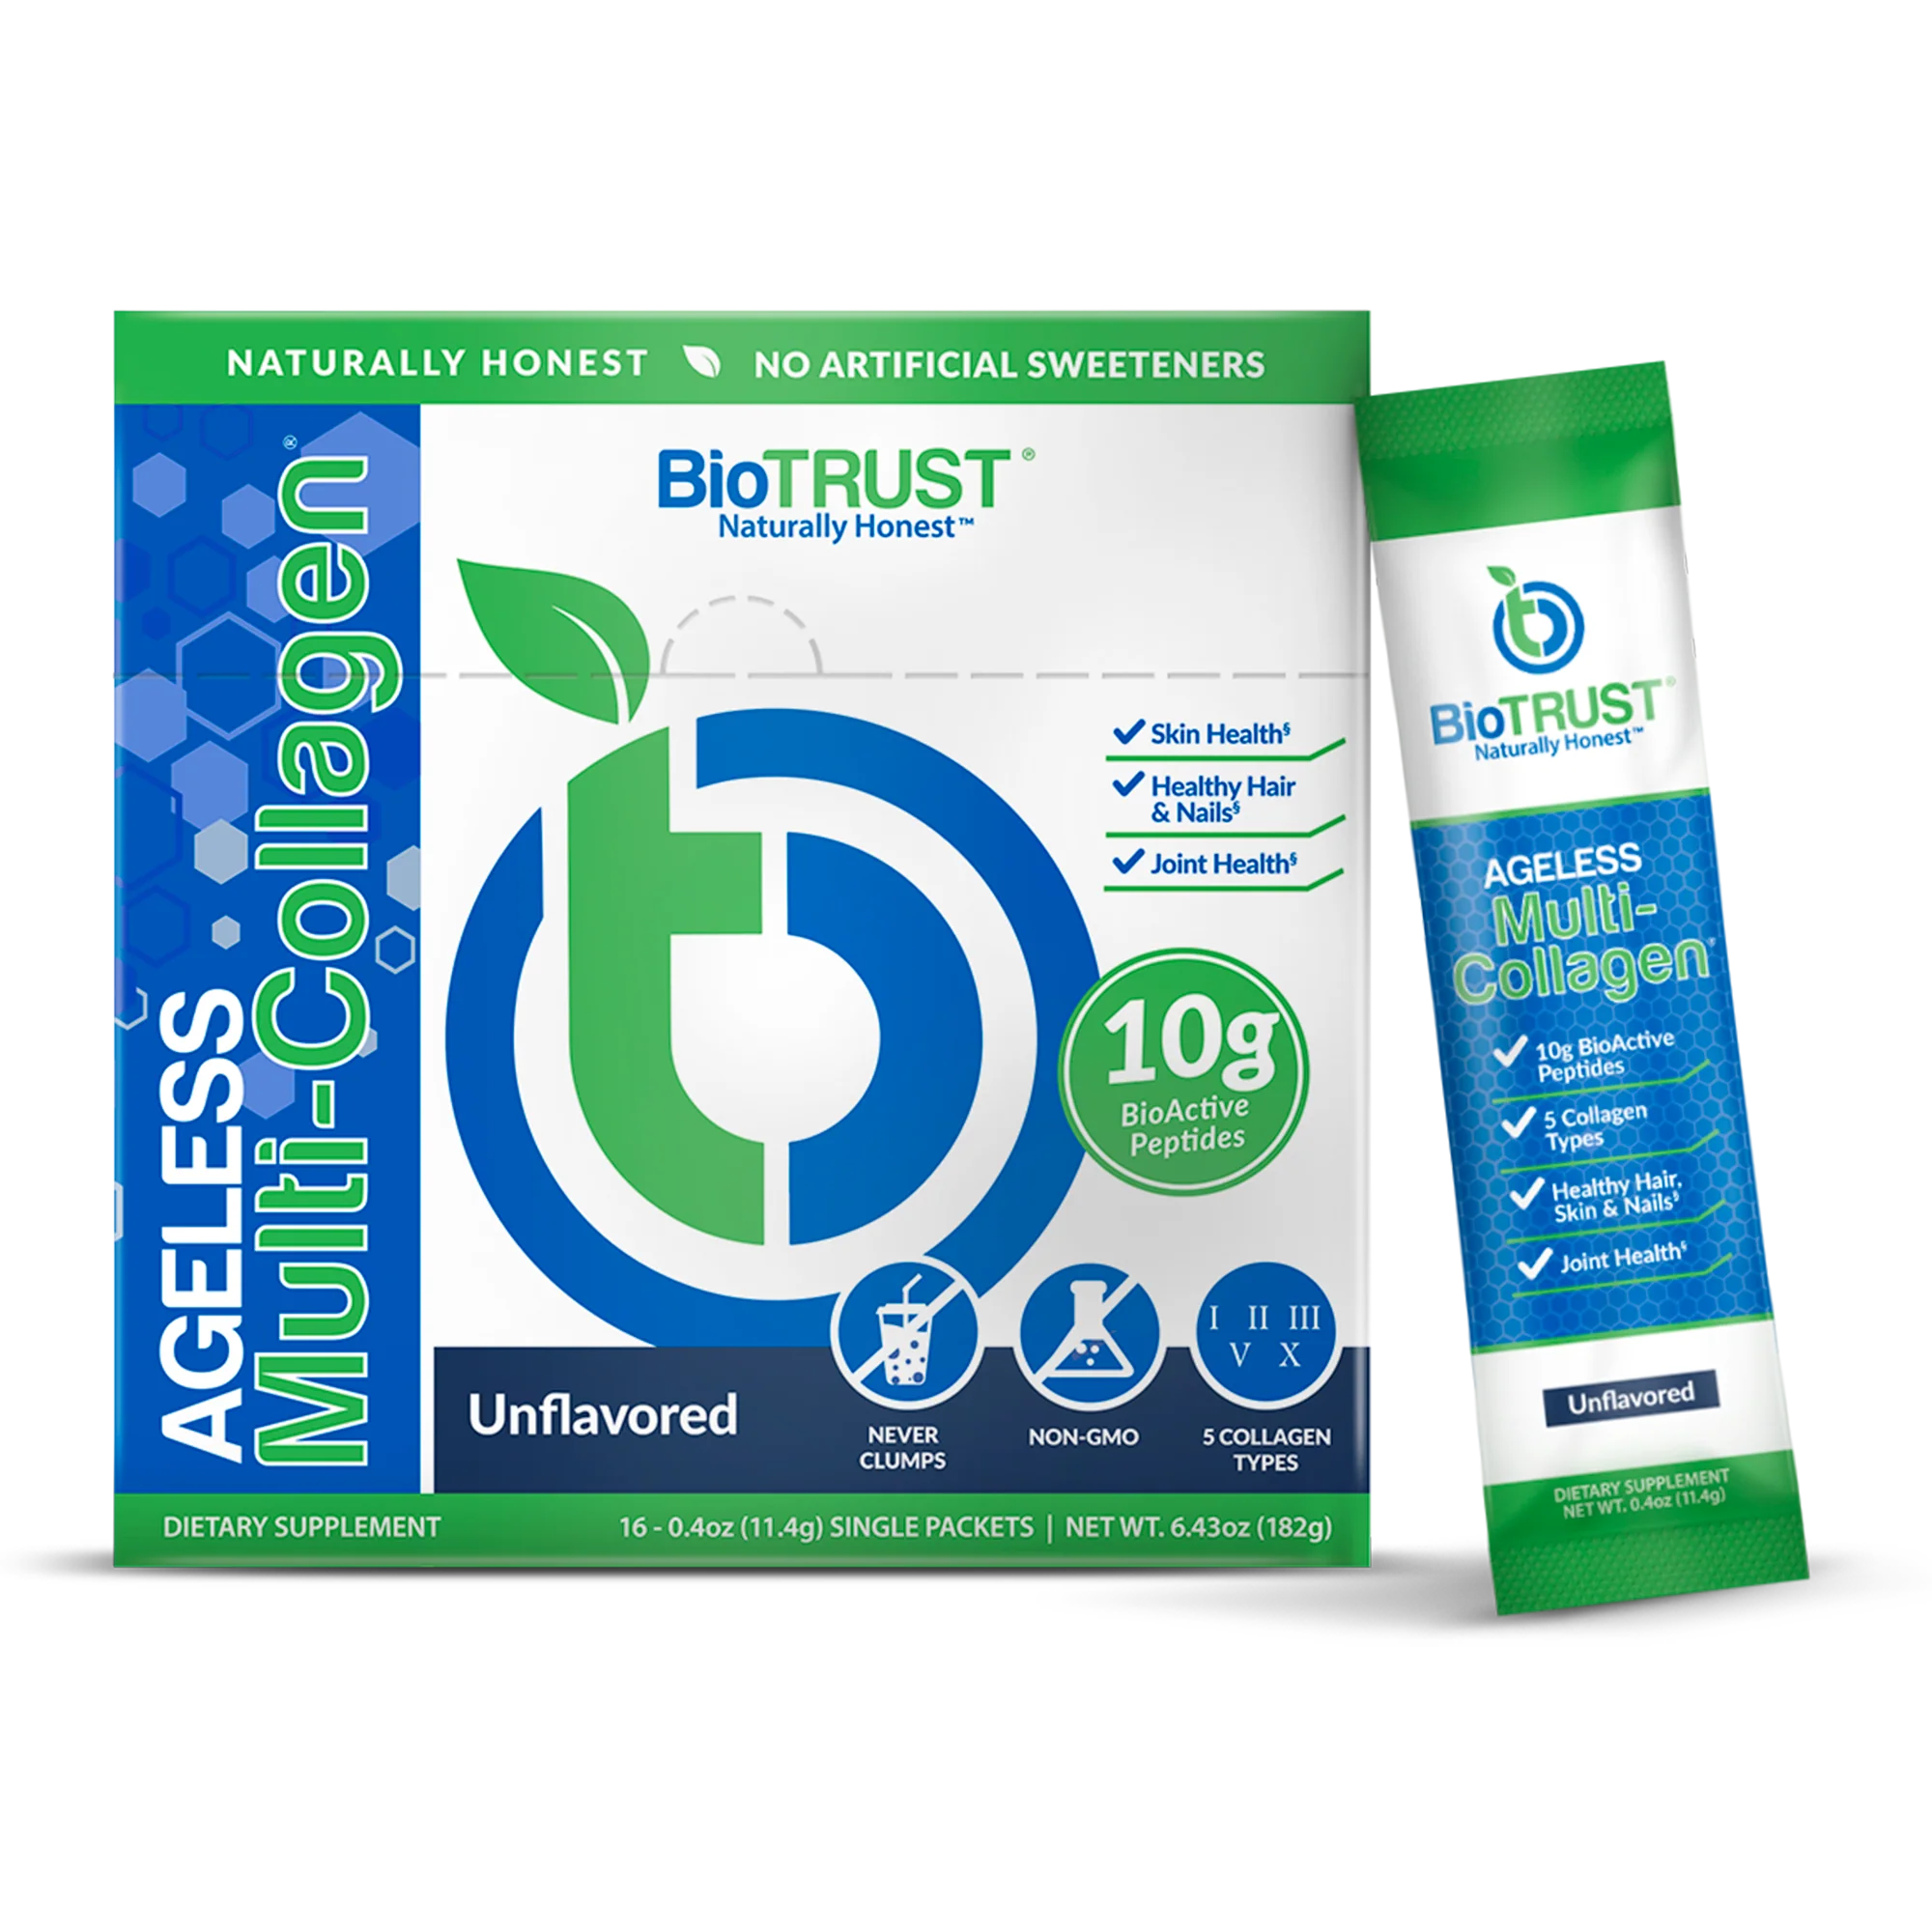 NATURALLY HONEST NO ARTIFICIAL SWEETENERS
AGELESS
Multi-Collagen
BioTRUST®
Naturally Honest™
✓ Skin Health§
✓ Healthy Hair
& Nails§
✓ Joint Health§
10g
BioActive
Peptides
I II III
V X
Unflavored
NEVER
CLUMPS
NON-GMO
5 COLLAGEN
TYPES
DIETARY SUPPLEMENT
16 - 0.4oz (11.4g) SINGLE PACKETS | NET WT. 6.43oz (182g)
BioTRUST®
Naturally Honest™
AGELESS
Multi-
Collagen®
✓ 10g BioActive
Peptides
✓ 5 Collagen
Types
✓ Healthy Hair,
Skin & Nails§
✓ Joint Health§
Unflavored
DIETARY SUPPLEMENT
NET WT. 0.4oz (11.4g)